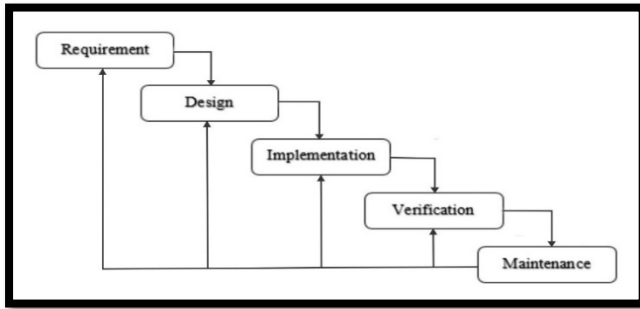 Requirement
Design
Implementation
Verification
Maintenance